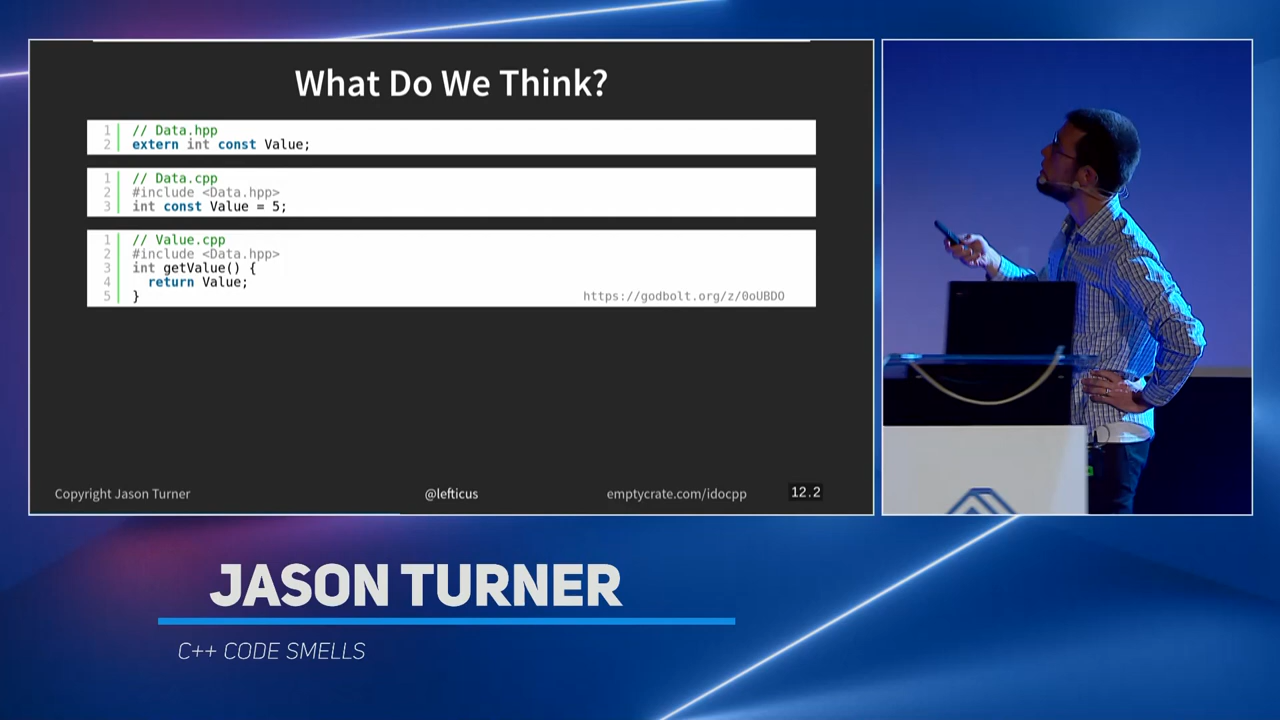 What Do We Think?
1 // Data.hpp
2 extern int const Value;
1 // Data.cpp
2 #include <Data.hpp>
3 int const Value = 5;
1 // Value.cpp
2 #include <Data.hpp>
3 int getValue() {
4   return Value;
5 }
https://godbolt.org/z/0oUBDO
Copyright Jason Turner
@lefticus
emptycrate.com/idocpp
12.2
JASON TURNER
C++ CODE SMELLS